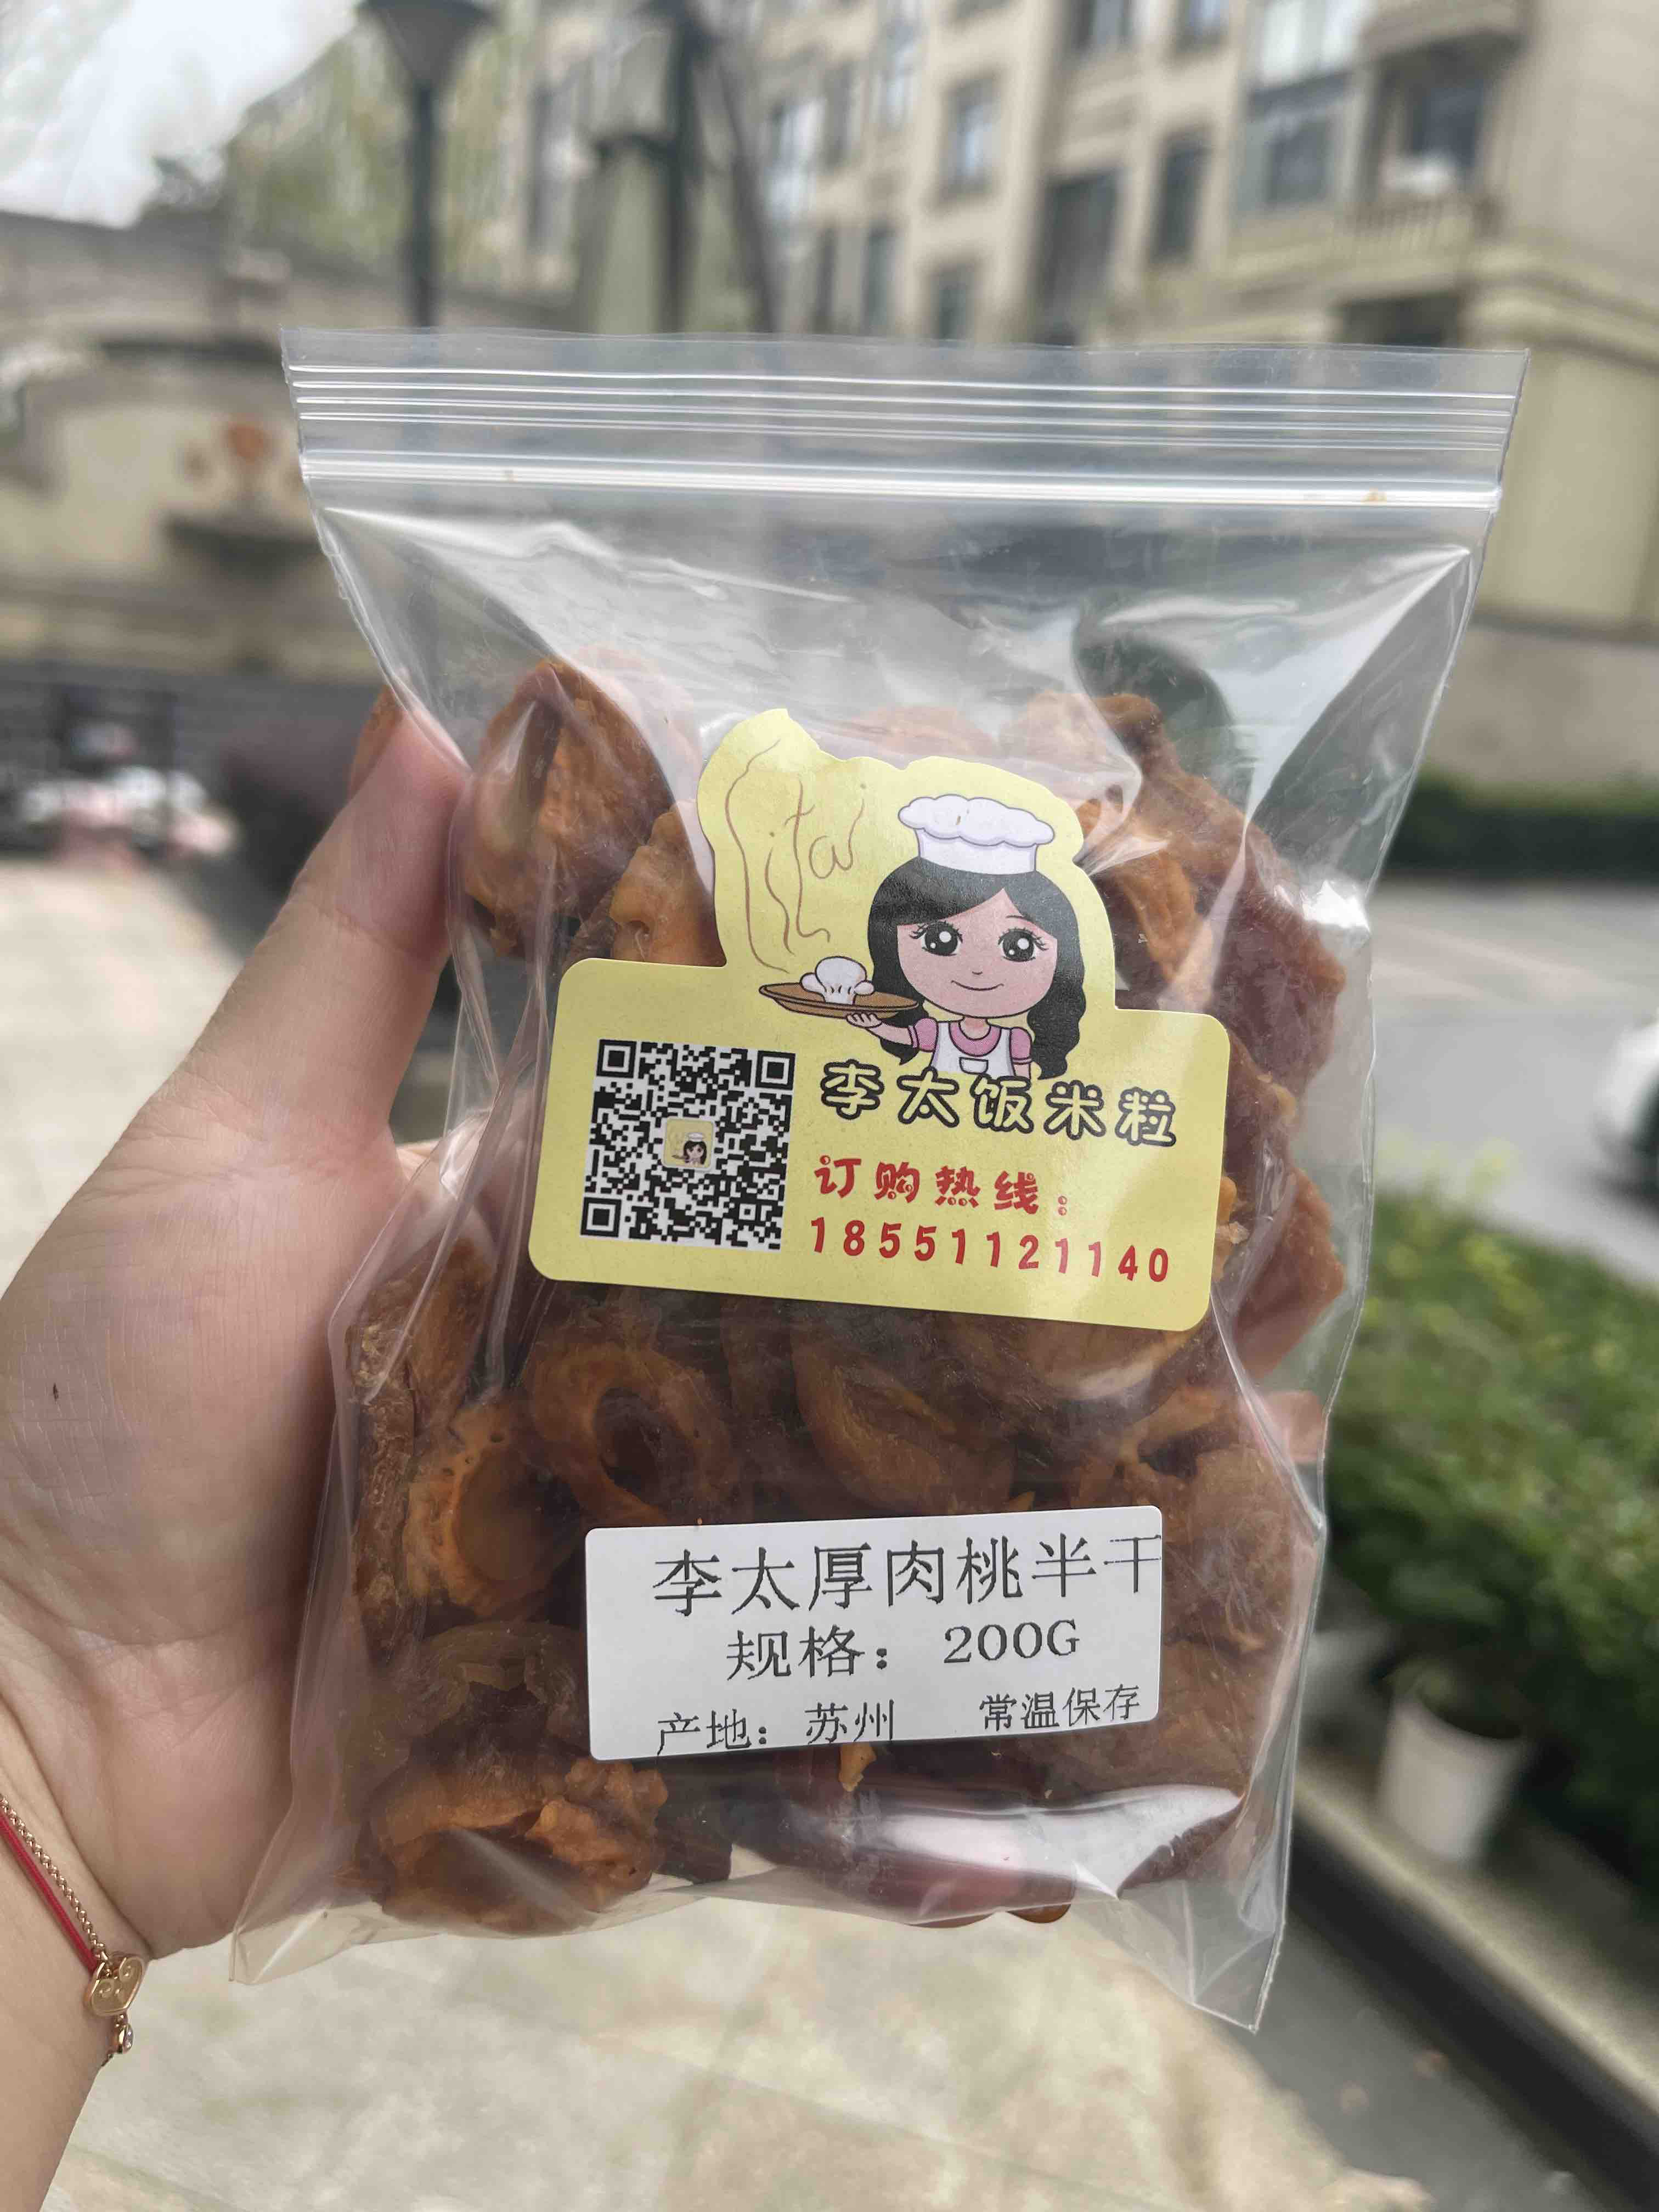 Litai
李太饭米粒
订购热线：
18551121140
李太厚肉桃半干
规格：200G
产地：苏州 常温保存